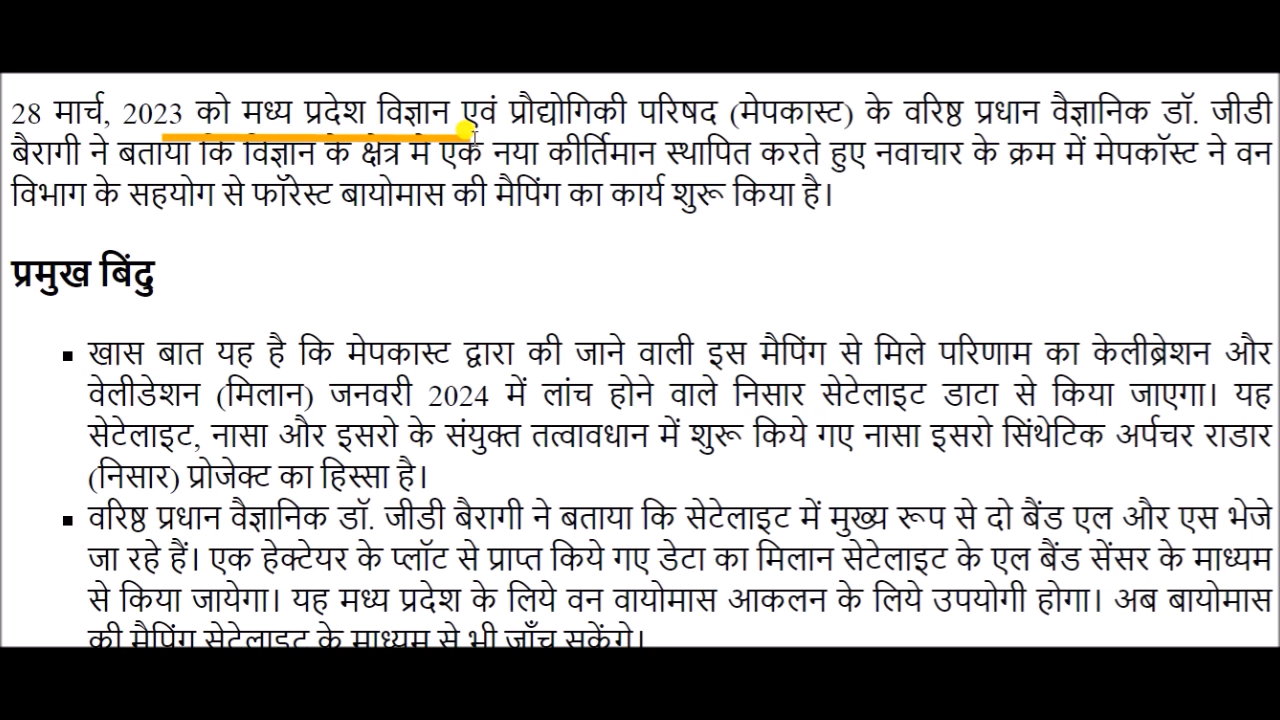 28 मार्च, 2023 को मध्य प्रदेश विज्ञान एवं प्रौद्योगिकी परिषद (मेपकास्ट) के वरिष्ठ प्रधान वैज्ञानिक डॉ. जीडी
बैरागी ने बताया कि विज्ञान के क्षेत्र में एक नया कीर्तिमान स्थापित करते हुए नवाचार के क्रम में मेपकॉस्ट ने वन
विभाग के सहयोग से फॉरेस्ट बायोमास की मैपिंग का कार्य शुरू किया है।
प्रमुख बिंदु
▪ खास बात यह है कि मेपकास्ट द्वारा की जाने वाली इस मैपिंग से मिले परिणाम का केलीब्रेशन और
वेलीडेशन (मिलान) जनवरी 2024 में लांच होने वाले निसार सेटेलाइट डाटा से किया जाएगा। यह
सेटेलाइट, नासा और इसरो के संयुक्त तत्वावधान में शुरू किये गए नासा इसरो सिंथेटिक अर्पचर राडार
(निसार) प्रोजेक्ट का हिस्सा है।
▪ वरिष्ठ प्रधान वैज्ञानिक डॉ. जीडी बैरागी ने बताया कि सेटेलाइट में मुख्य रूप से दो बैंड एल और एस भेजे
जा रहे हैं। एक हेक्टेयर के प्लॉट से प्राप्त किये गए डेटा का मिलान सेटेलाइट के एल बैंड सेंसर के माध्यम
से किया जायेगा। यह मध्य प्रदेश के लिये वन वायोमास आकलन के लिये उपयोगी होगा। अब बायोमास
की मैपिंग सेटेलाइट के माध्यम से भी जाँच सकेंगे।